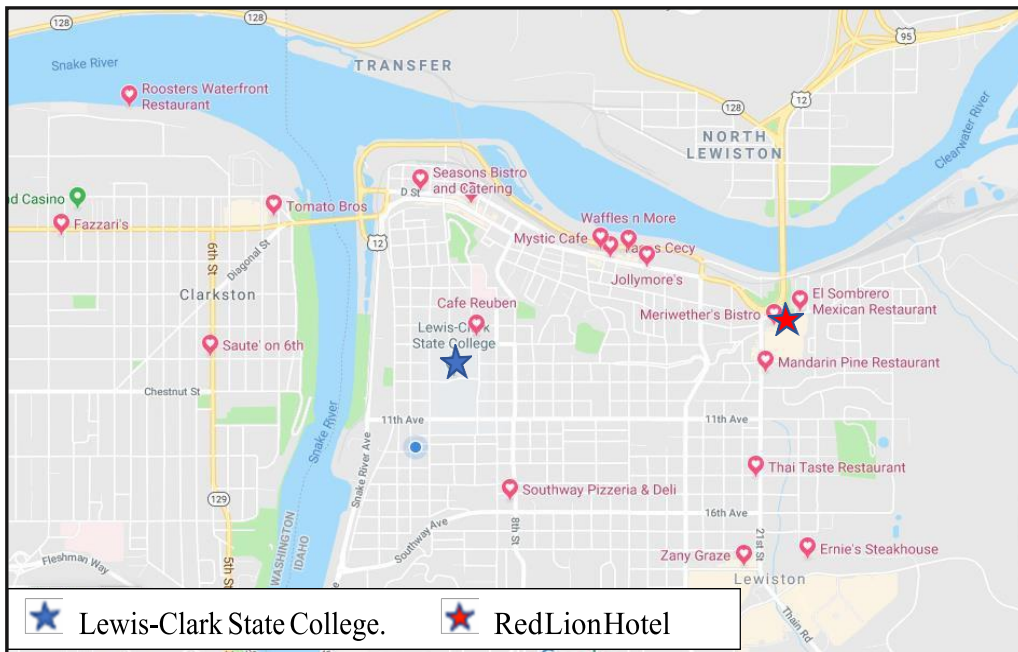 128
128
95
Snake River
TRANSFER
Roosters Waterfront
Restaurant
12
128
NORTH
LEWISTON
Clearwater River
Seasons Bistro
and Catering
D St
nd Casino
Tomato Bros
Fazzari's
Waffles n More
Mystic Cafe
Cecy
12
6th St
Diagonal St
Jollymore's
Clarkston
El Sombrero
Mexican Restaurant
Cafe Reuben
Meriwether's Bistro
Lewis-Clark
State College
Saute' on 6th
Mandarin Pine Restaurant
Chestnut St
11th Ave
11th Ave
Snake River
Snake River Ave
Thai Taste Restaurant
Southway Pizzeria & Deli
129
16th Ave
Southway Ave
8th St
21st St
WASHINGTON
IDAHO
Zany Graze
Ernie's Steakhouse
Fleshman Way
5th St
Lewiston
Thain Rd
Lewis-Clark State College.
RedLionHotel